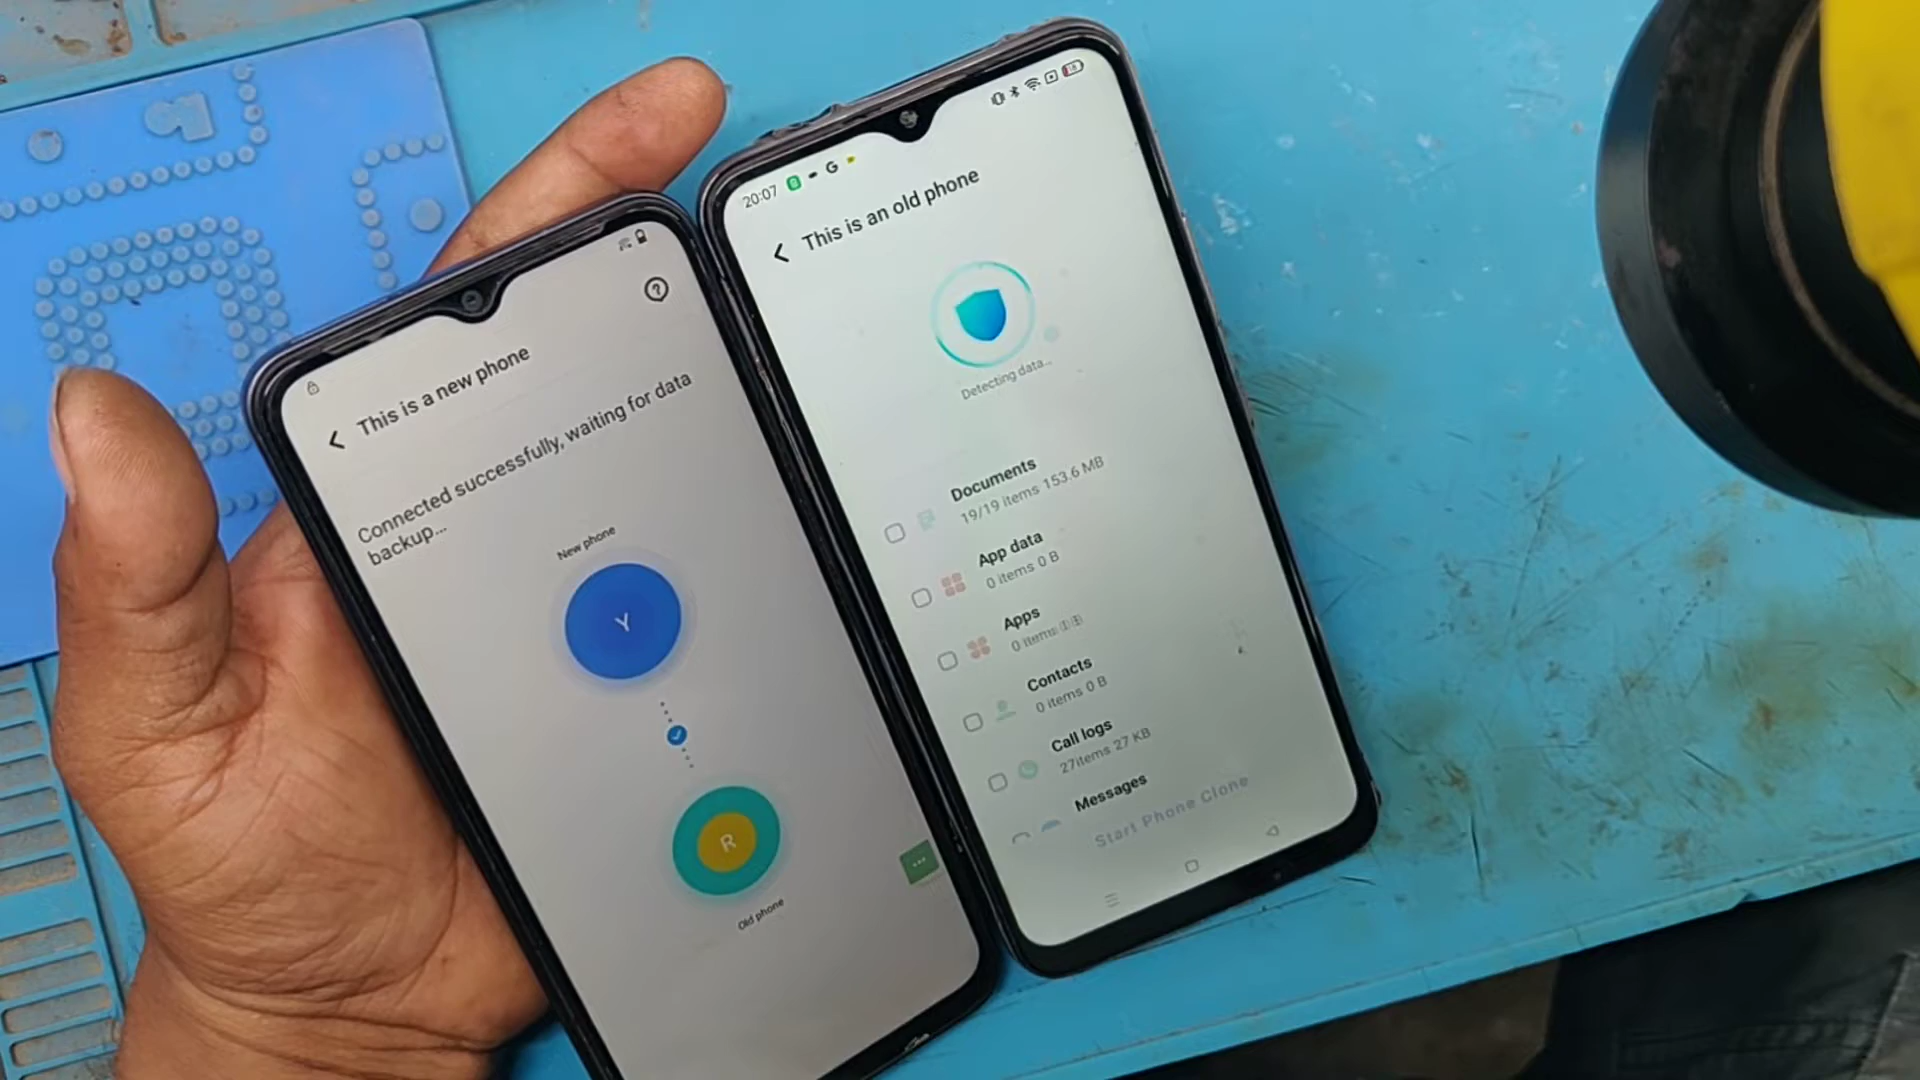 This is a new phone
Connected successfully, waiting for data
backup...
New phone
Y
R
Old phone
20:07
G
This is an old phone
Detecting data...
Documents
19/19 items 153.6 MB
App data
0 items 0 B
Apps
0 items
Contacts
0 items 0 B
Call logs
27items 27 KB
Messages
Start Phone Clone